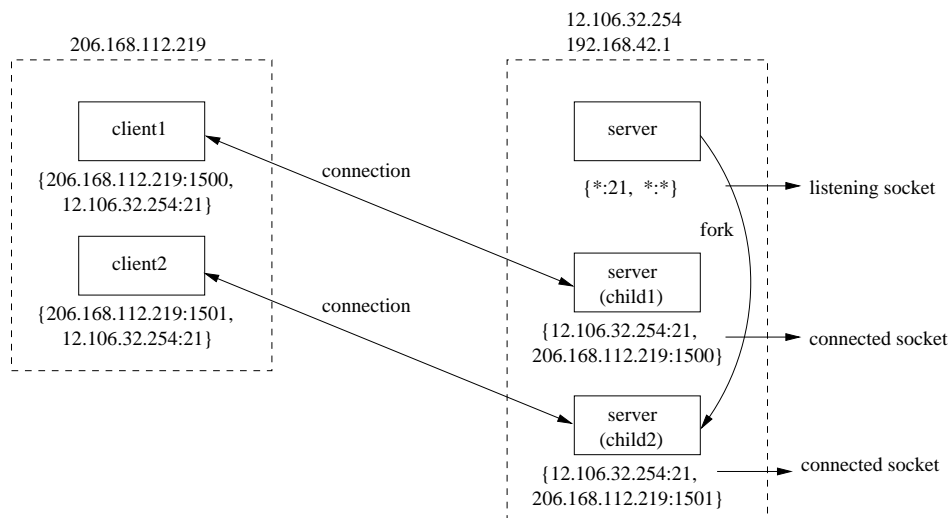 206.168.112.219
client1
{206.168.112.219:1500,
12.106.32.254:21}
client2
{206.168.112.219:1501,
12.106.32.254:21}
connection
connection
12.106.32.254
192.168.42.1
server
{*:21, *:*}
listening socket
fork
server
(child1)
{12.106.32.254:21,
206.168.112.219:1500}
connected socket
server
(child2)
{12.106.32.254:21,
206.168.112.219:1501}
connected socket